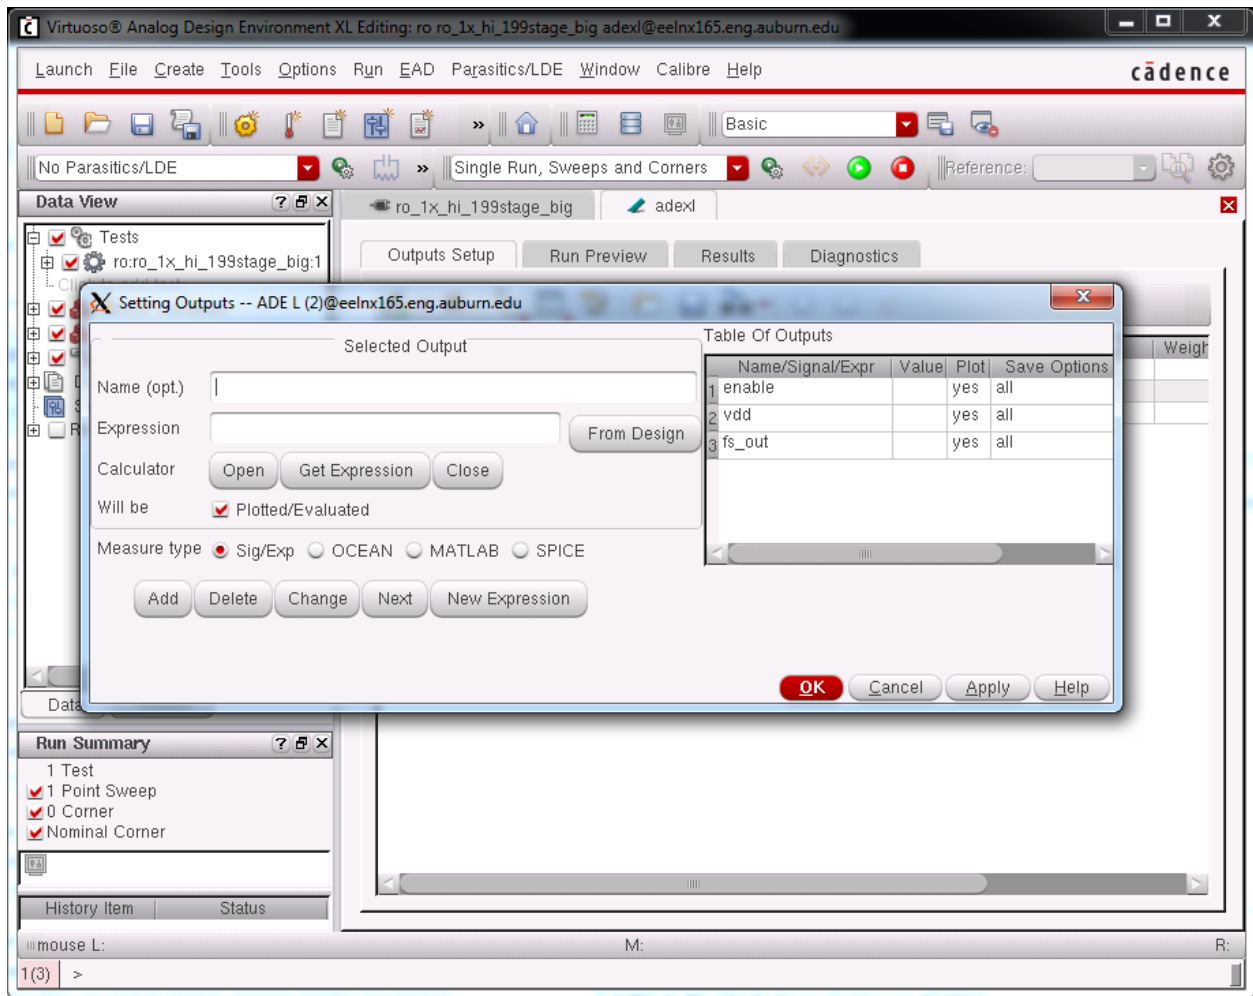 Virtuoso® Analog Design Environment XL Editing: ro ro_1x_hi_199stage_big adexl@eelnx165.eng.auburn.edu
Launch File Create Tools Options Run EAD Parasitics/LDE Window Calibre Help
cādence
» Basic
No Parasitics/LDE » Single Run, Sweeps and Corners Reference:
Data View
ro_1x_hi_199stage_big adexl
Tests
ro:ro_1x_hi_199stage_big:1
Outputs Setup Run Preview Results Diagnostics
Setting Outputs -- ADE L (2)@eelnx165.eng.auburn.edu
Selected Output
Name (opt.)
Expression
From Design
Calculator Open Get Expression Close
Will be Plotted/Evaluated
Measure type Sig/Exp OCEAN MATLAB SPICE
Add Delete Change Next New Expression
Table Of Outputs
Name/Signal/Expr Value Plot Save Options
1 enable yes all
2 vdd yes all
3 fs_out yes all
OK Cancel Apply Help
Weigh
Data
Run Summary
1 Test
1 Point Sweep
0 Corner
Nominal Corner
History Item Status
mouse L: M: R:
1(3) >